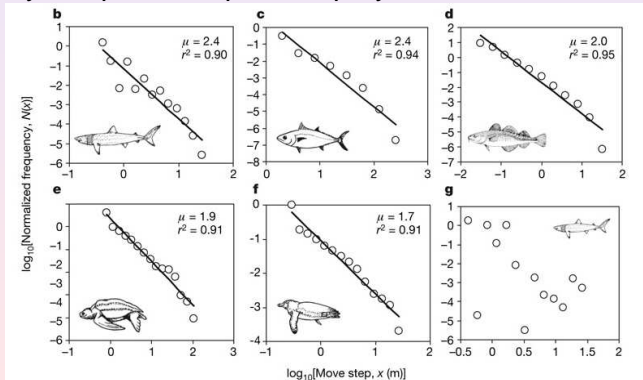 b
c
d
μ = 2.4
r² = 0.90
μ = 2.4
r² = 0.94
μ = 2.0
r² = 0.95
1
0
−1
−2
−3
−4
−5
−6
−1 0 1 2
0
−1
−2
−3
−4
−5
−6
−7
−8
0 1 2 3
2
1
0
−1
−2
−3
−4
−5
−6
−7
−2 −1 0 1 2
log₁₀[Normalized frequency, N(x)]
e
f
g
μ = 1.9
r² = 0.91
μ = 1.7
r² = 0.91
0
−1
−2
−3
−4
−5
−6
−1 0 1 2 3
0
−1
−2
−3
−4
−1 0 1 2
1
0
−1
−2
−3
−4
−5
−6
−0.5 0 0.5 1 1.5 2
log₁₀[Move step, x (m)]